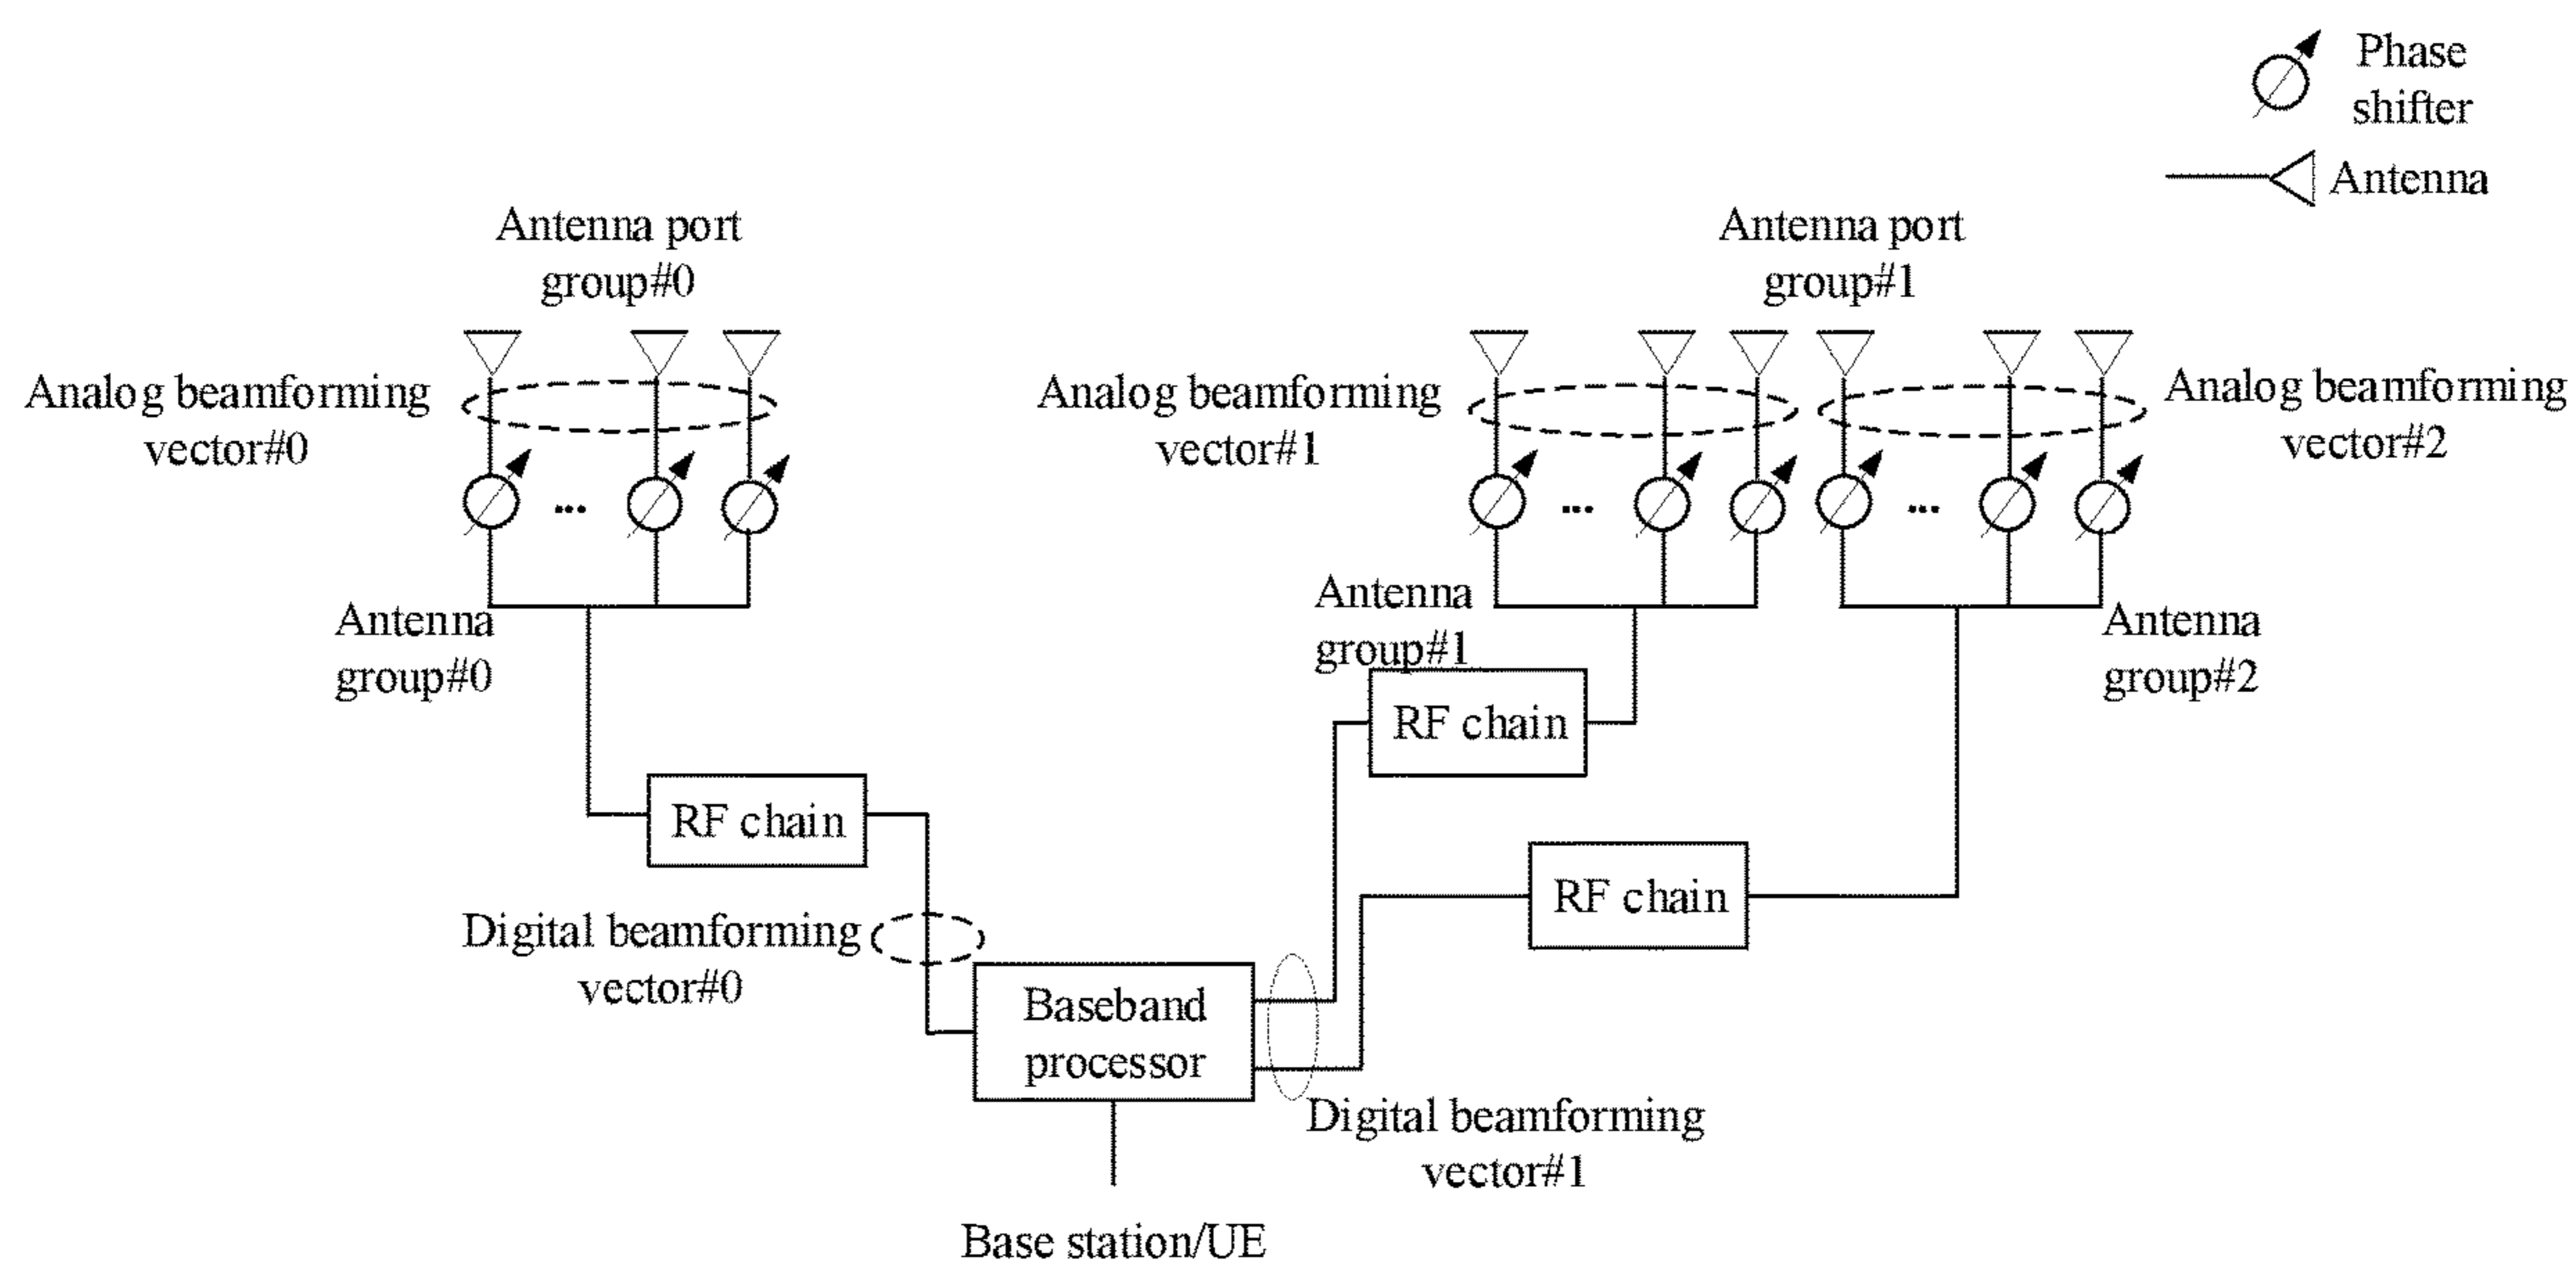 Phase
shifter
Antenna
Antenna port
group#0
Antenna port
group#1
Analog beamforming
vector#0
Analog beamforming
vector#1
Analog beamforming
vector#2
...
...
...
Antenna
group#0
Antenna
group#1
Antenna
group#2
RF chain
RF chain
RF chain
Digital beamforming
vector#0
Baseband
processor
Digital beamforming
vector#1
Base station/UE